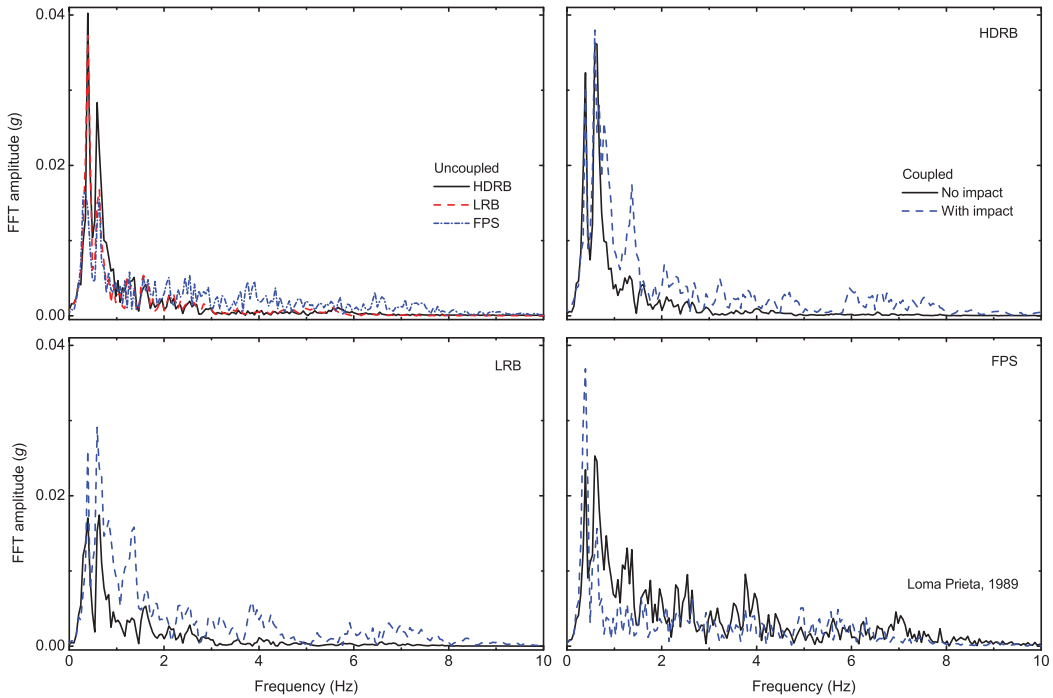 0.04
0.02
0.00
FFT amplitude (g)
Uncoupled
HDRB
LRB
FPS
HDRB
Coupled
No impact
With impact
0.04
0.02
0.00
FFT amplitude (g)
LRB
0 2 4 6 8 10
Frequency (Hz)
FPS
Loma Prieta, 1989
0 2 4 6 8 10
Frequency (Hz)